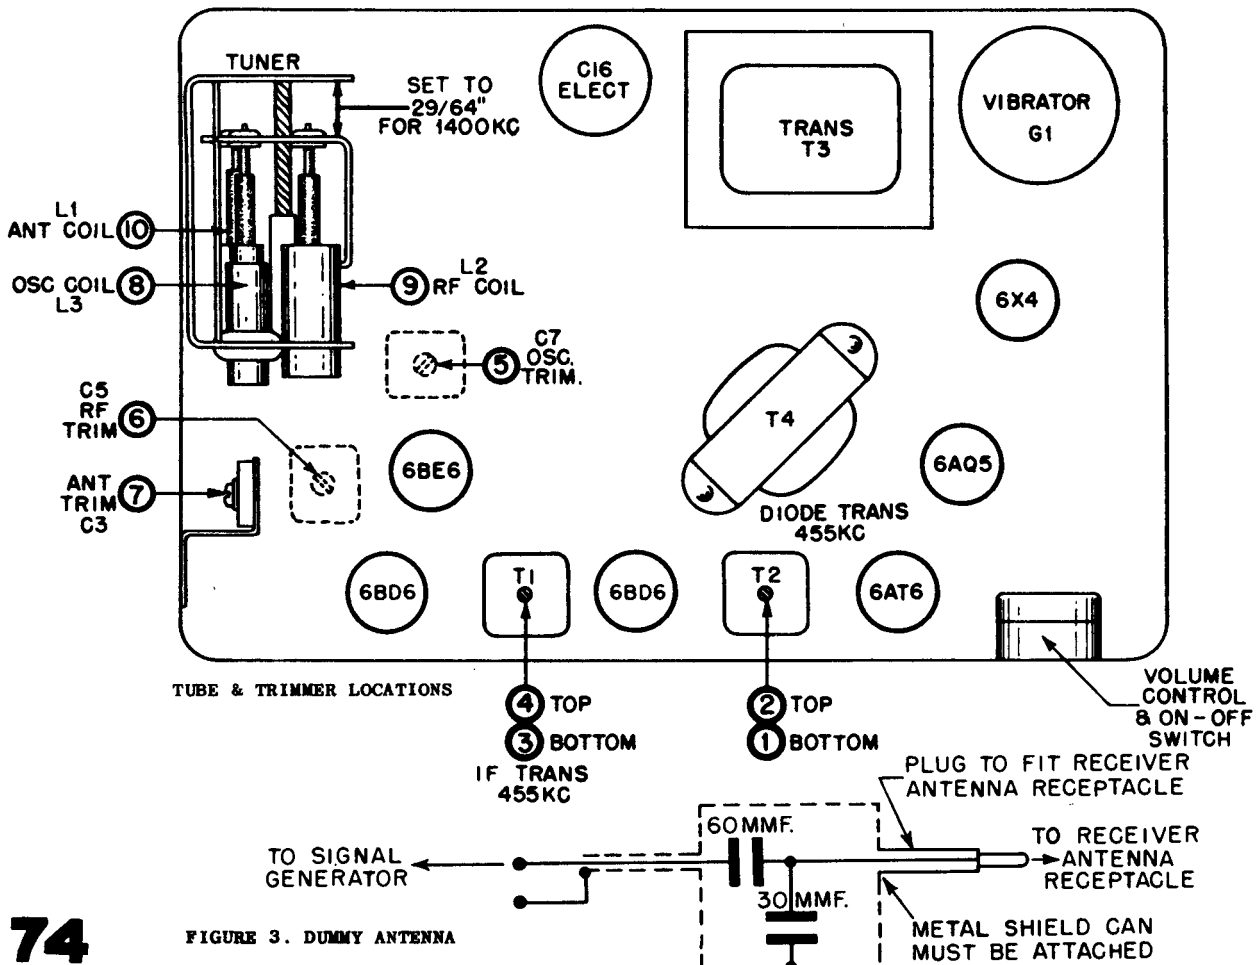 TUNER
SET TO
29/64"
FOR 1400KC
C16
ELECT
TRANS
T3
VIBRATOR
G1
L1
ANT COIL 10
OSC COIL 8
L3
L2
9 RF COIL
6X4
C7
5 OSC.
TRIM.
C5
RF 6
TRIM
ANT
TRIM 7
C3
6BE6
T4
6AQ5
DIODE TRANS
455KC
6BD6
T1
6BD6
T2
6AT6
TUBE & TRIMMER LOCATIONS
4 TOP
3 BOTTOM
IF TRANS
455KC
2 TOP
1 BOTTOM
VOLUME
CONTROL
& ON-OFF
SWITCH
PLUG TO FIT RECEIVER
ANTENNA RECEPTACLE
60 MMF.
TO SIGNAL
GENERATOR
TO RECEIVER
ANTENNA
RECEPTACLE
30 MMF.
METAL SHIELD CAN
MUST BE ATTACHED
74
FIGURE 3. DUMMY ANTENNA